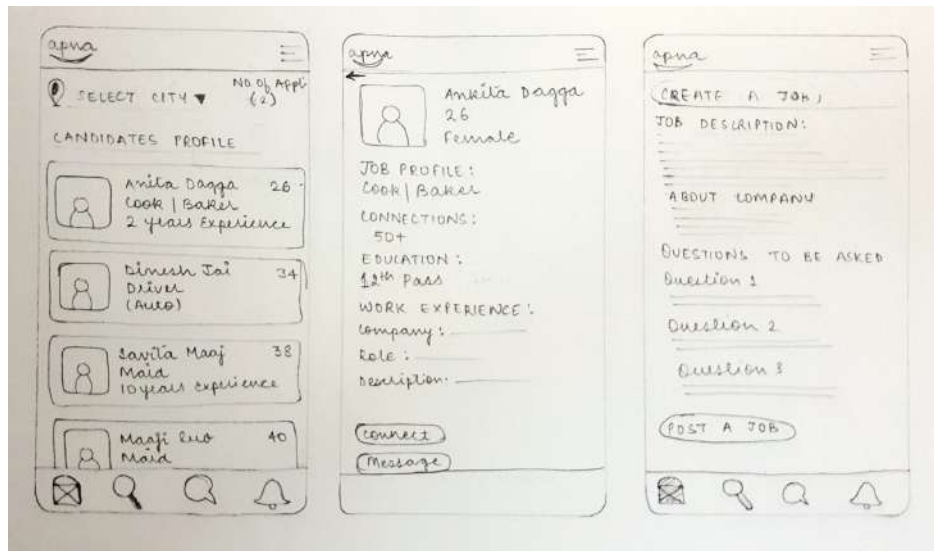 apna
SELECT CITY
No. of Appli
(2)
CANDIDATES PROFILE
Anita Dagga 26
Cook | Baker
2 years Experience
Dinesh Jai 34
Driver
(Auto)
Savita Maaj 38
Maid
10 years experience
Maaji 40
Maid
apna
Ankita Dagga
26
Female
JOB PROFILE:
Cook | Baker
CONNECTIONS:
50+
EDUCATION:
12th Pass
WORK EXPERIENCE:
Company:
Role:
Description:
Connect
Message
apna
CREATE A JOB
JOB DESCRIPTION:
ABOUT COMPANY
QUESTIONS TO BE ASKED
Question 1
Question 2
Question 3
POST A JOB